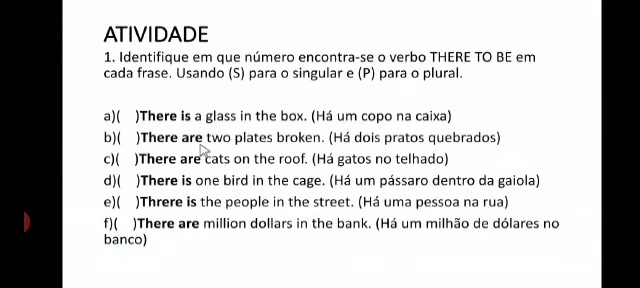 ATIVIDADE
1. Identifique em que número encontra-se o verbo THERE TO BE em
cada frase. Usando (S) para o singular e (P) para o plural.
a)( )There is a glass in the box. (Há um copo na caixa)
b)( )There are two plates broken. (Há dois pratos quebrados)
c)( )There are cats on the roof. (Há gatos no telhado)
d)( )There is one bird in the cage. (Há um pássaro dentro da gaiola)
e)( )Threre is the people in the street. (Há uma pessoa na rua)
f)( )There are million dollars in the bank. (Há um milhão de dólares no
banco)